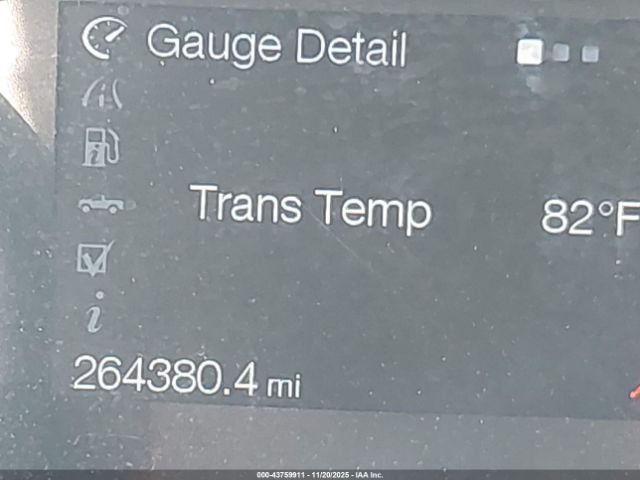 Gauge Detail
Trans Temp 82°F
264380.4 mi
000-43759911 - 11/20/2025 - IAA Inc.